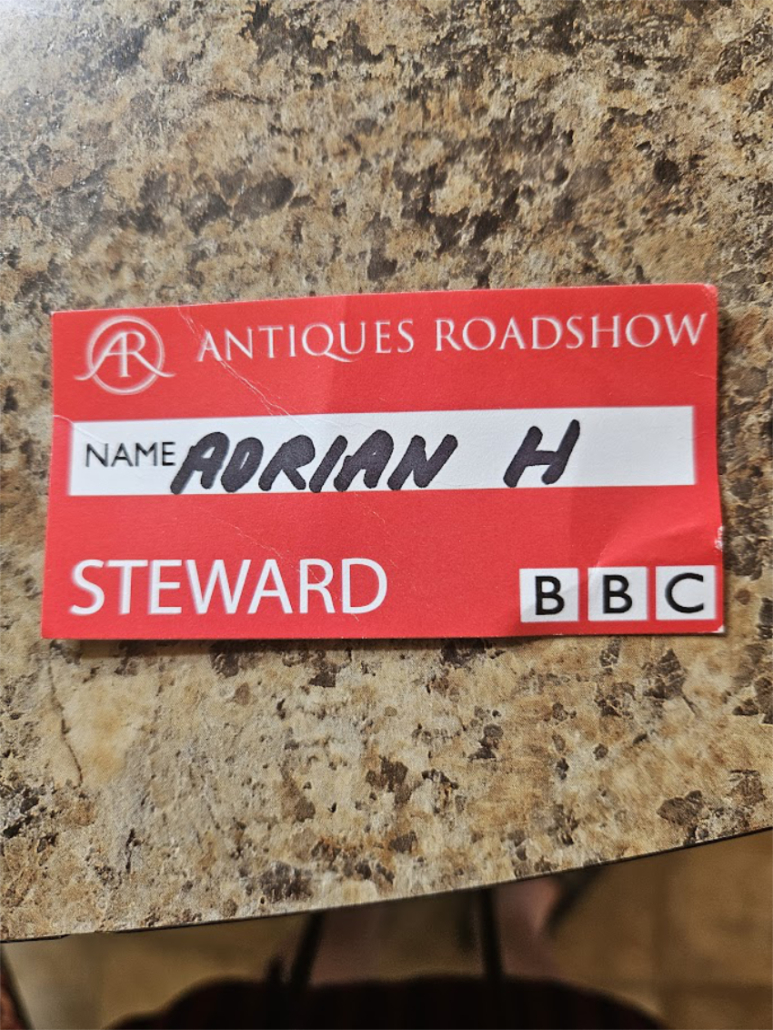 AR ANTIQUES ROADSHOW
NAME ADRIAN H
STEWARD
BBC